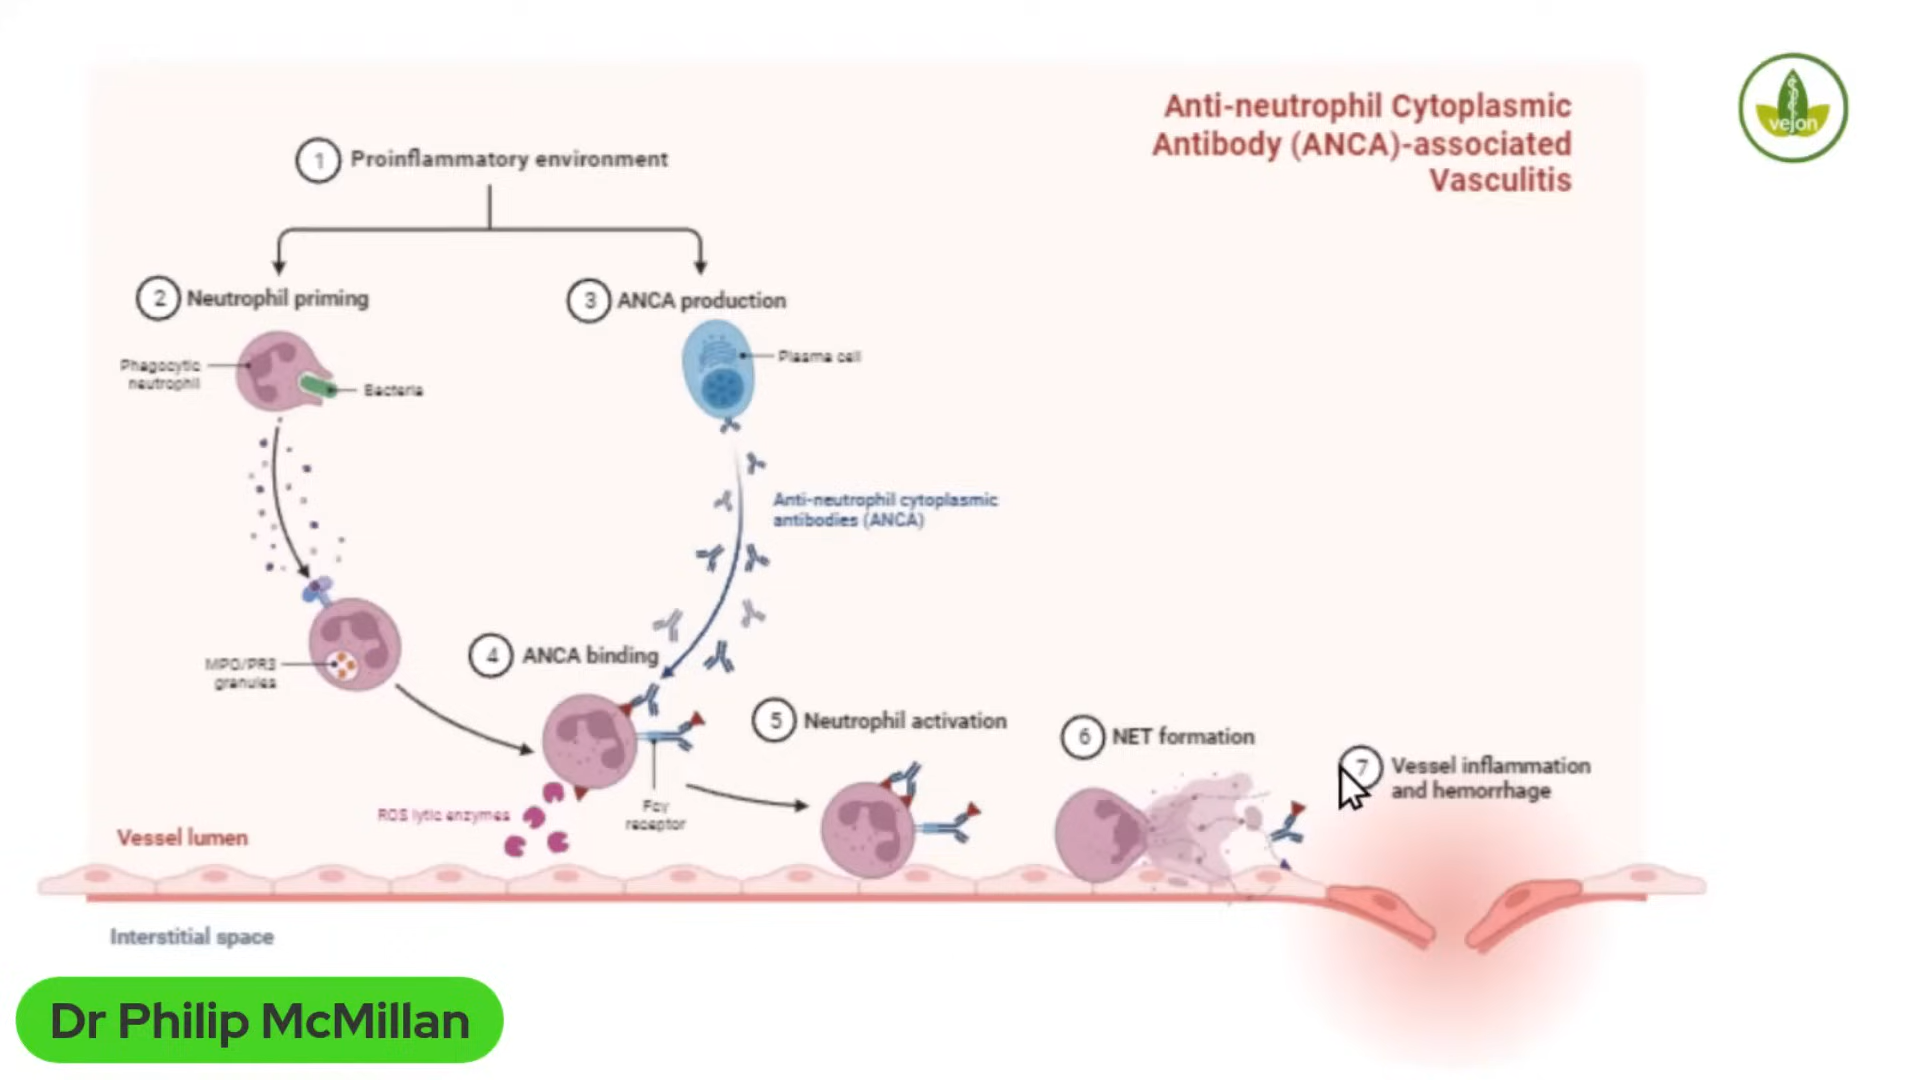 Anti-neutrophil Cytoplasmic
Antibody (ANCA)-associated
Vasculitis
vejon
1 Proinflammatory environment
2 Neutrophil priming
3 ANCA production
Phagocytic
neutrophil
Bacteria
Plasma cell
Anti-neutrophil cytoplasmic
antibodies (ANCA)
MPO/PR3
granules
4 ANCA binding
5 Neutrophil activation
6 NET formation
7 Vessel inflammation
and hemorrhage
ROS lytic enzymes
Fcγ
receptor
Vessel lumen
Interstitial space
Dr Philip McMillan